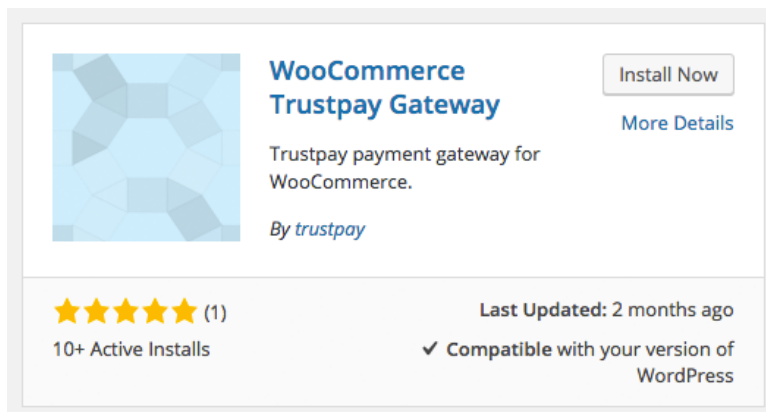 WooCommerce
Trustpay Gateway
Install Now
More Details
Trustpay payment gateway for
WooCommerce.
By trustpay
(1)
10+ Active Installs
Last Updated: 2 months ago
✓ Compatible with your version of
WordPress